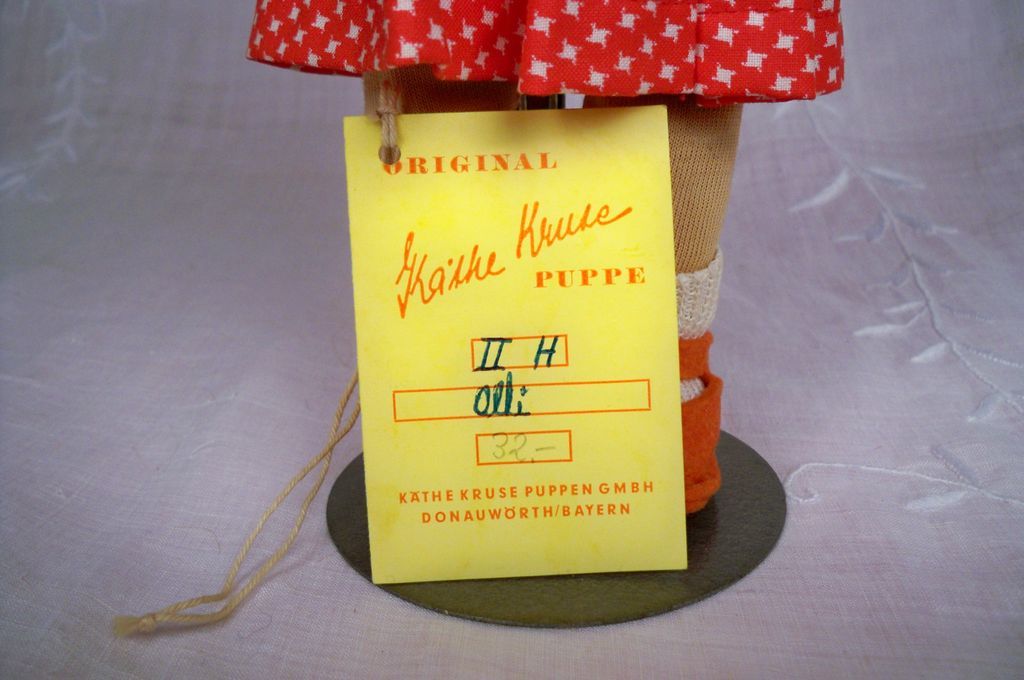 ORIGINAL
Käthe Kruse
PUPPE
II H
Olli
32,-
KÄTHE KRUSE PUPPEN GMBH
DONAUWÖRTH/BAYERN